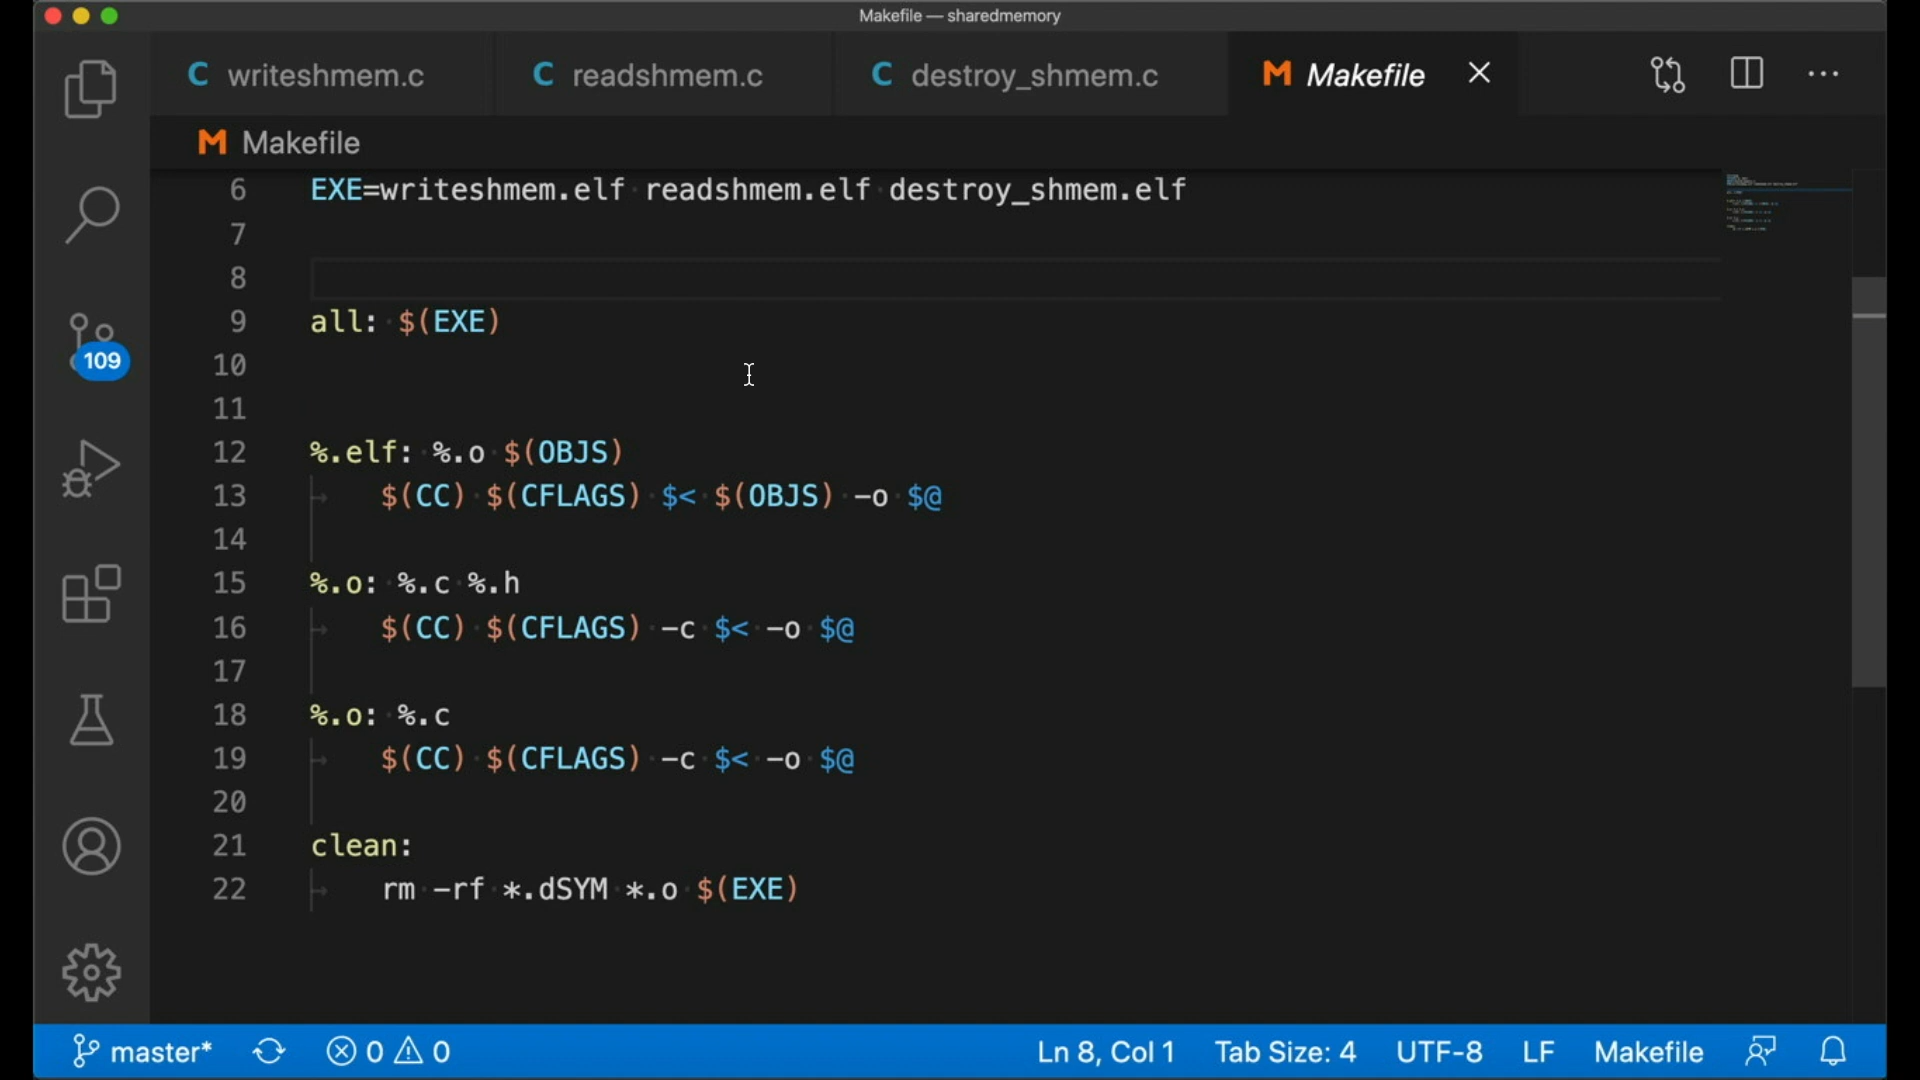 Makefile — sharedmemory
C writeshmem.c C readshmem.c C destroy_shmem.c M Makefile
M Makefile
6 EXE=writeshmem.elf readshmem.elf destroy_shmem.elf
7
8
9 all: $(EXE)
10
11
12 %.elf: %.o $(OBJS)
13 $(CC) $(CFLAGS) $< $(OBJS) -o $@
14
15 %.o: %.c %.h
16 $(CC) $(CFLAGS) -c $< -o $@
17
18 %.o: %.c
19 $(CC) $(CFLAGS) -c $< -o $@
20
21 clean:
22 rm -rf *.dSYM *.o $(EXE)
109
master* 0 0 Ln 8, Col 1 Tab Size: 4 UTF-8 LF Makefile